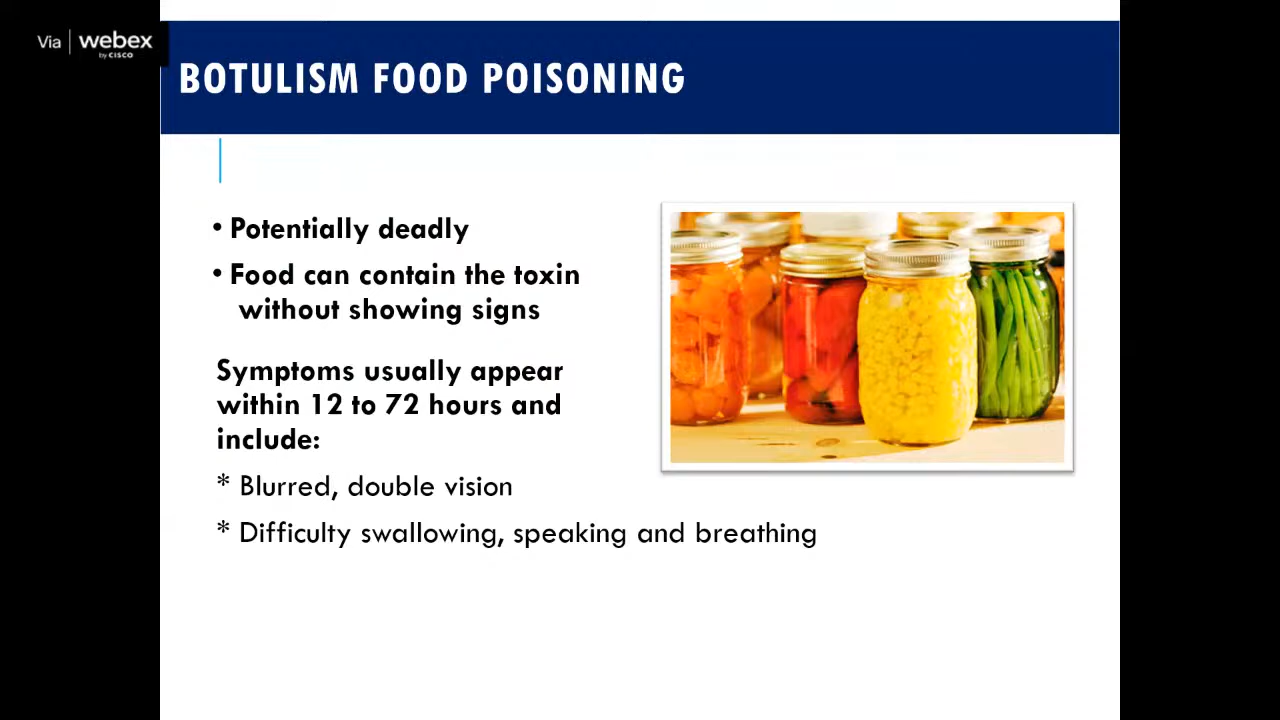 Via webex
by CISCO
BOTULISM FOOD POISONING
• Potentially deadly
• Food can contain the toxin
without showing signs
Symptoms usually appear
within 12 to 72 hours and
include:
* Blurred, double vision
* Difficulty swallowing, speaking and breathing